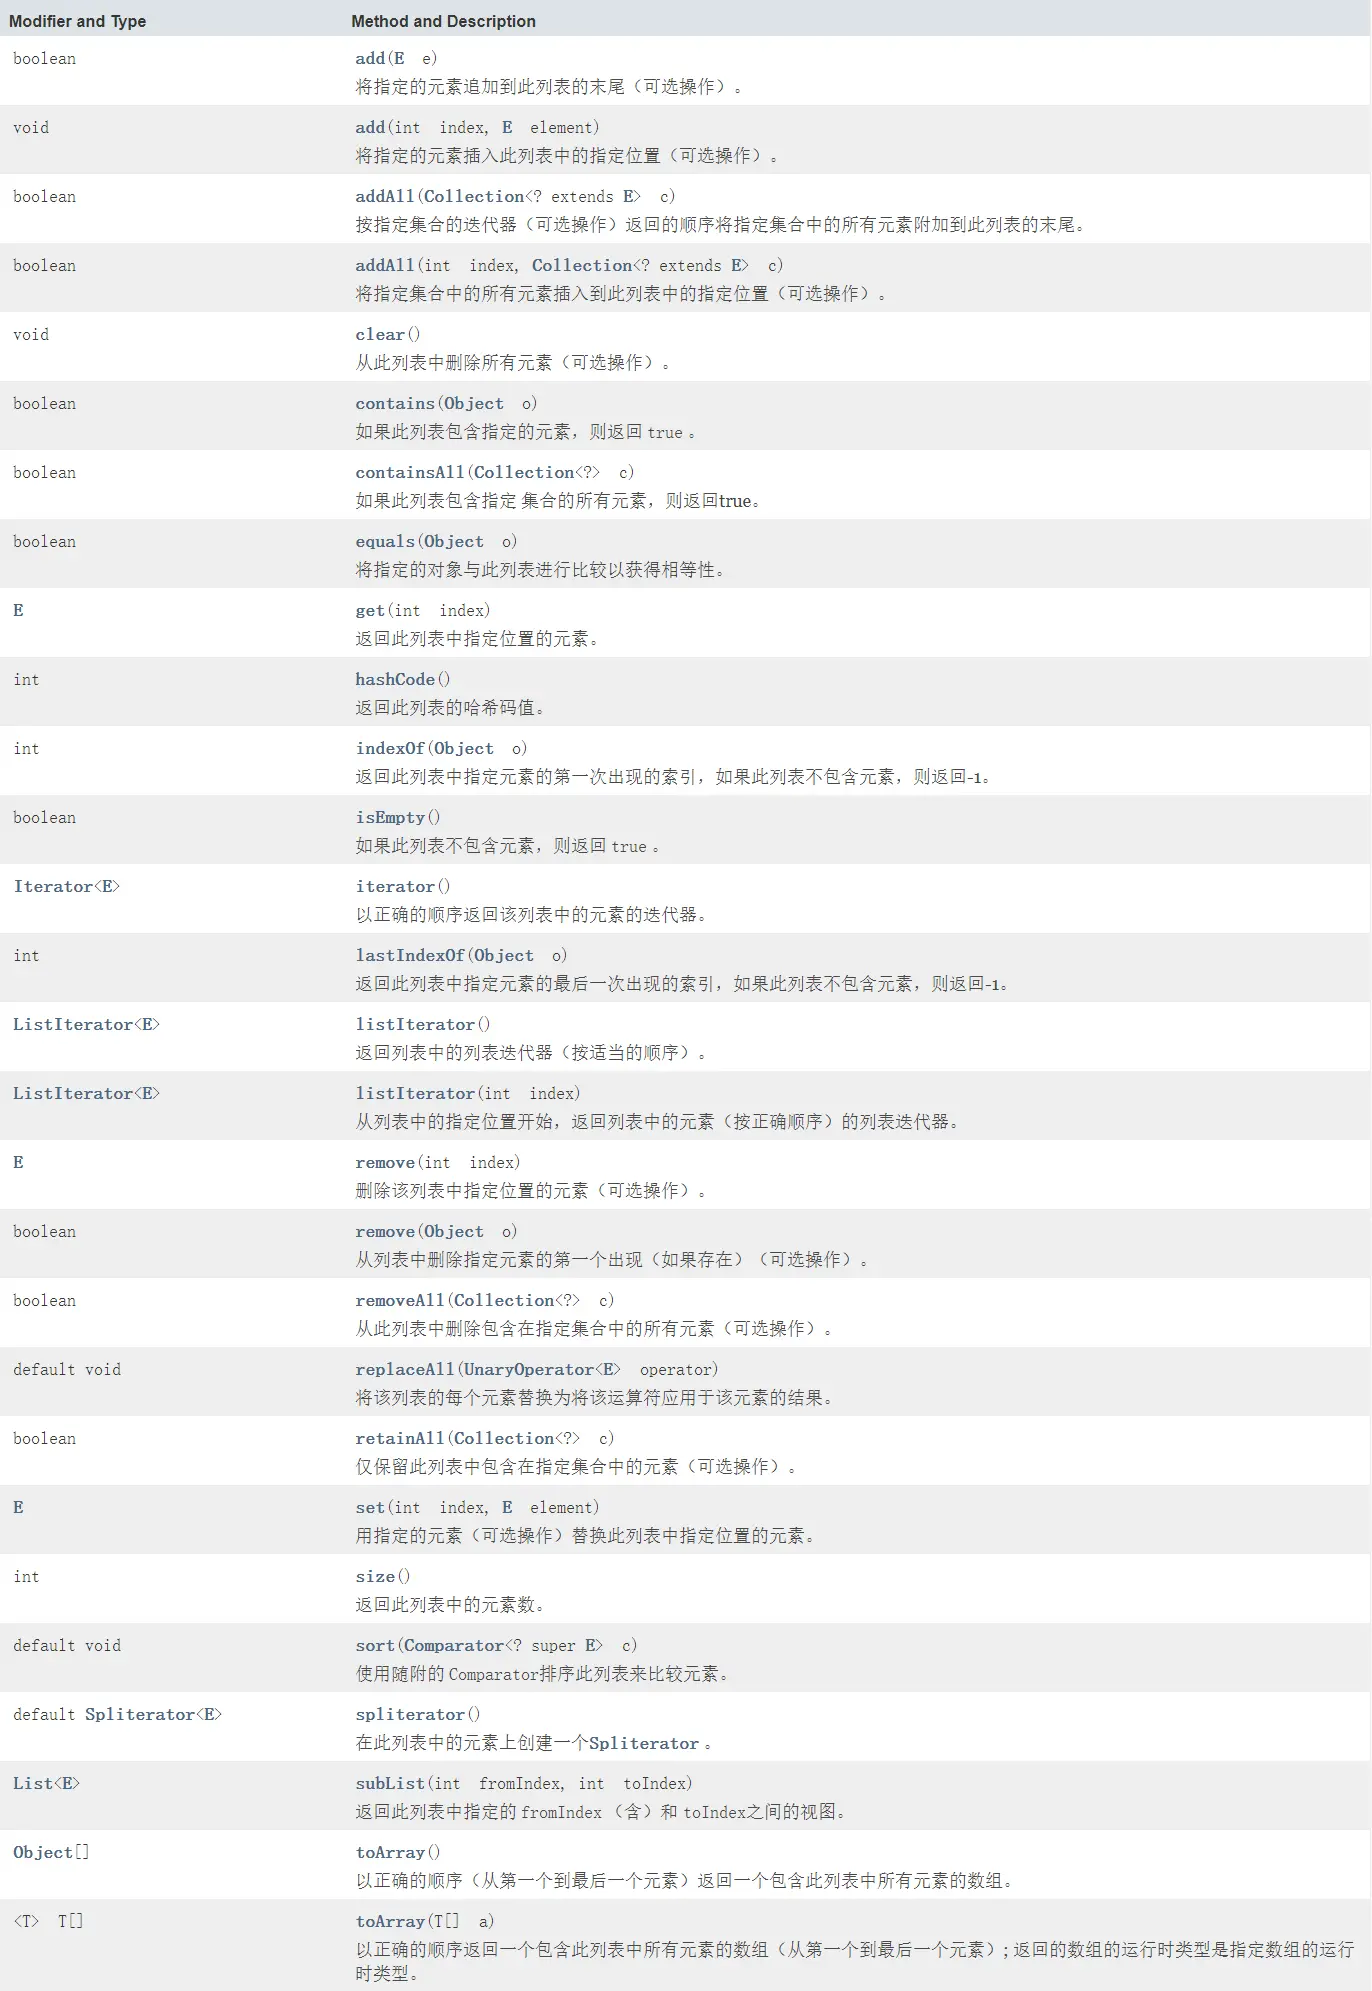 Modifier and Type Method and Description
boolean add(E e)
将指定的元素追加到此列表的末尾（可选操作）。
void add(int index, E element)
将指定的元素插入此列表中的指定位置（可选操作）。
boolean addAll(Collection<? extends E> c)
按指定集合的迭代器（可选操作）返回的顺序将指定集合中的所有元素附加到此列表的末尾。
boolean addAll(int index, Collection<? extends E> c)
将指定集合中的所有元素插入到此列表中的指定位置（可选操作）。
void clear()
从此列表中删除所有元素（可选操作）。
boolean contains(Object o)
如果此列表包含指定的元素，则返回 true 。
boolean containsAll(Collection<?> c)
如果此列表包含指定 集合的所有元素，则返回true。
boolean equals(Object o)
将指定的对象与此列表进行比较以获得相等性。
E get(int index)
返回此列表中指定位置的元素。
int hashCode()
返回此列表的哈希码值。
int indexOf(Object o)
返回此列表中指定元素的第一次出现的索引，如果此列表不包含元素，则返回-1。
boolean isEmpty()
如果此列表不包含元素，则返回 true 。
Iterator<E> iterator()
以正确的顺序返回该列表中的元素的迭代器。
int lastIndexOf(Object o)
返回此列表中指定元素的最后一次出现的索引，如果此列表不包含元素，则返回-1。
ListIterator<E> listIterator()
返回列表中的列表迭代器（按适当的顺序）。
ListIterator<E> listIterator(int index)
从列表中的指定位置开始，返回列表中的元素（按正确顺序）的列表迭代器。
E remove(int index)
删除该列表中指定位置的元素（可选操作）。
boolean remove(Object o)
从列表中删除指定元素的第一个出现（如果存在）（可选操作）。
boolean removeAll(Collection<?> c)
从此列表中删除包含在指定集合中的所有元素（可选操作）。
default void replaceAll(UnaryOperator<E> operator)
将该列表的每个元素替换为将该运算符应用于该元素的结果。
boolean retainAll(Collection<?> c)
仅保留此列表中包含在指定集合中的元素（可选操作）。
E set(int index, E element)
用指定的元素（可选操作）替换此列表中指定位置的元素。
int size()
返回此列表中的元素数。
default void sort(Comparator<? super E> c)
使用随附的 Comparator排序此列表来比较元素。
default Spliterator<E> spliterator()
在此列表中的元素上创建一个Spliterator 。
List<E> subList(int fromIndex, int toIndex)
返回此列表中指定的 fromIndex （含）和 toIndex之间的视图。
Object[] toArray()
以正确的顺序（从第一个到最后一个元素）返回一个包含此列表中所有元素的数组。
<T> T[] toArray(T[] a)
以正确的顺序返回一个包含此列表中所有元素的数组（从第一个到最后一个元素）; 返回的数组的运行时类型是指定数组的运行
时类型。